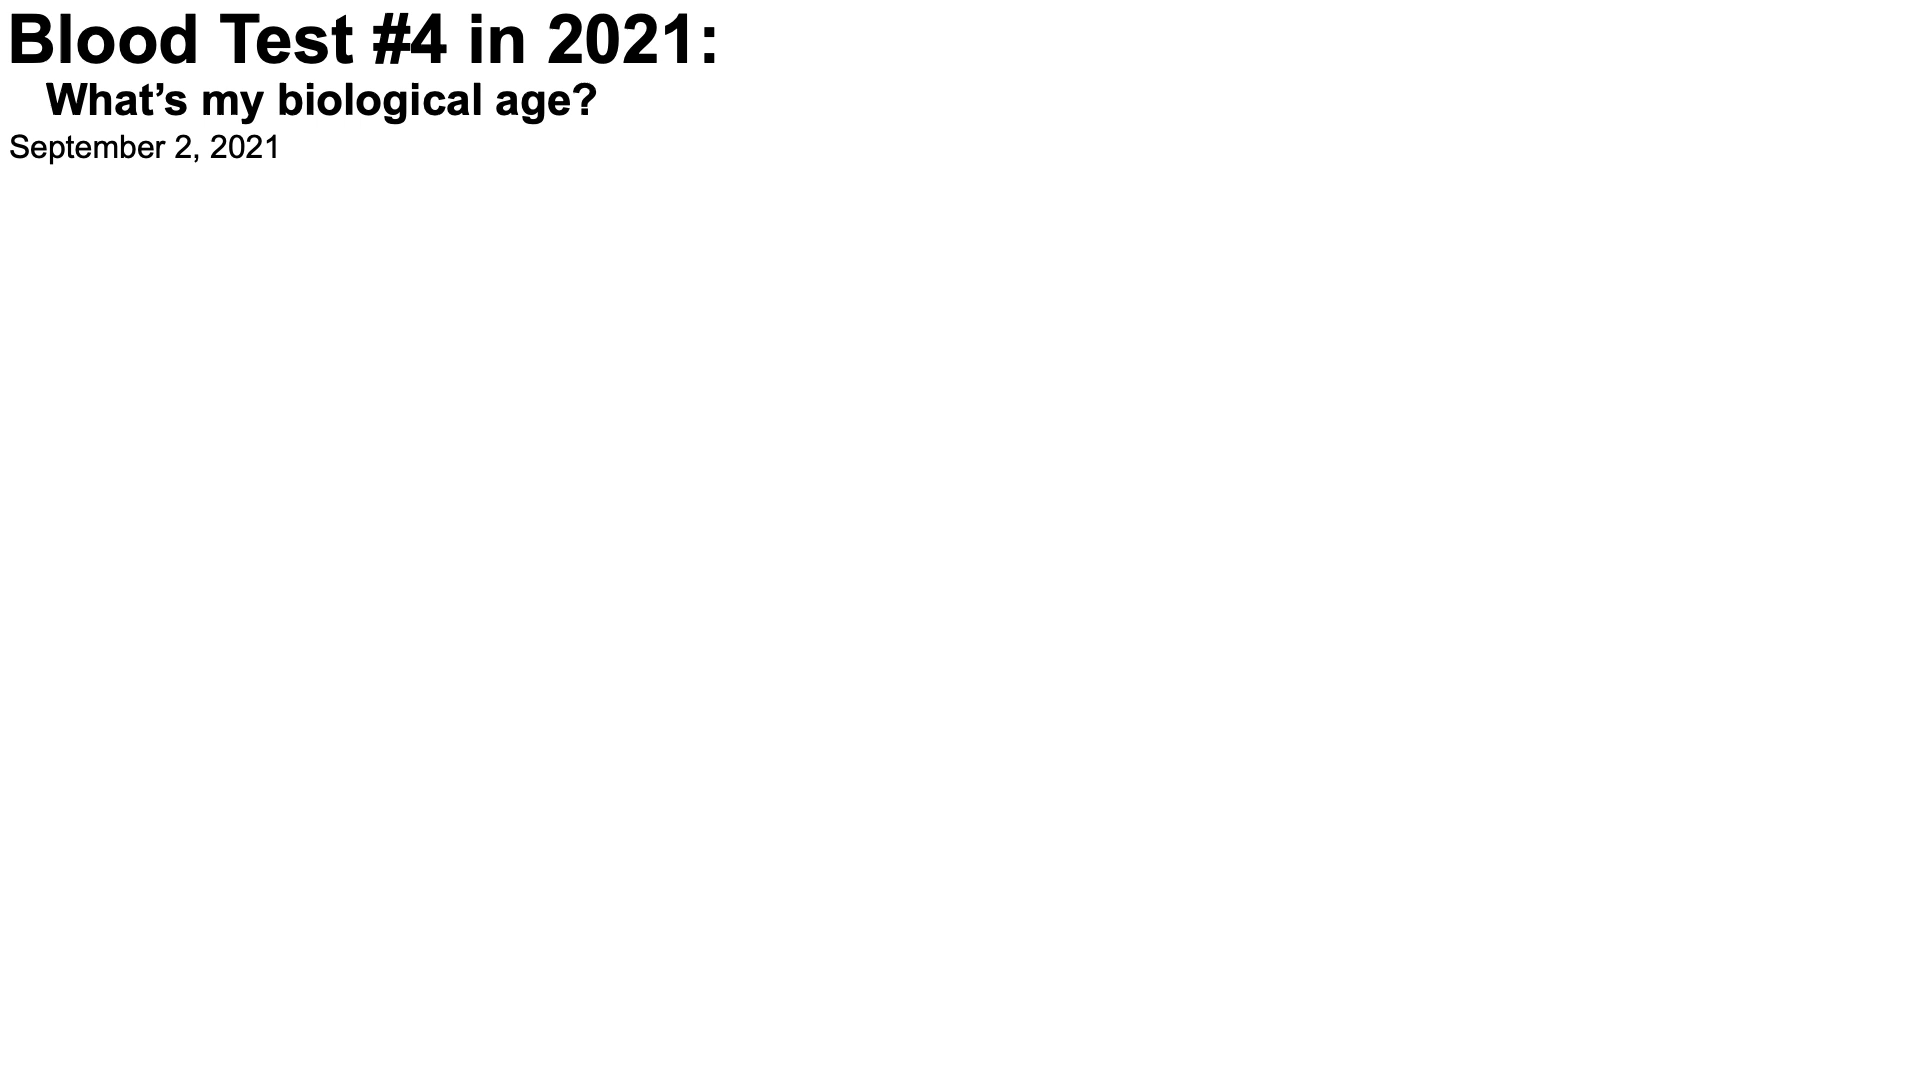 Blood Test #4 in 2021:
What’s my biological age?
September 2, 2021